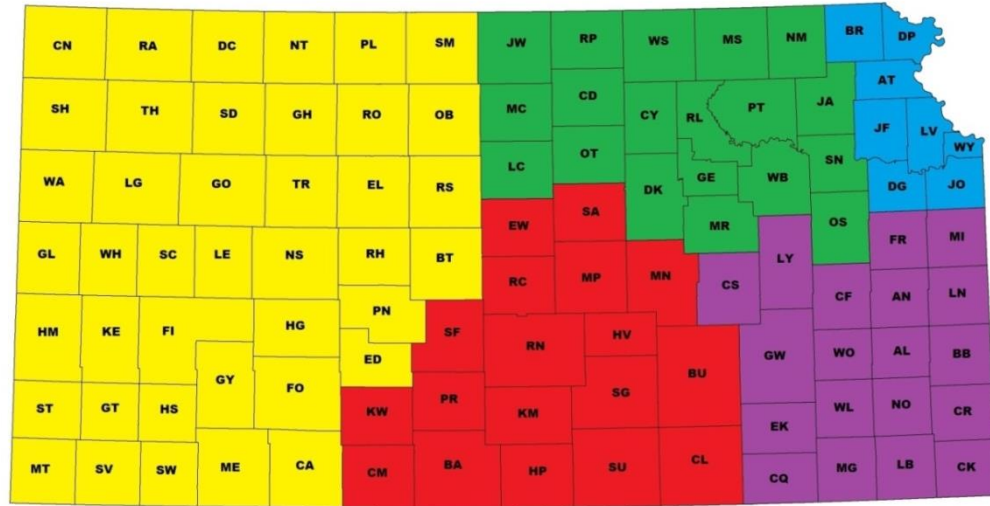 CN RA DC NT PL SM JW RP WS MS NM BR DP
SH TH SD GH RO OB MC CD CY RL PT JA AT
JF LV WY
WA LG GO TR EL RS LC OT DK GE WB SN DG JO
GL WH SC LE NS RH BT EW SA MR OS FR MI
PN RC MP MN CS LY CF AN LN
HM KE FI HG SF RN HV
GY FO ED SG BU GW WO AL BB
ST GT HS KW PR KM EK WL NO CR
MT SV SW ME CA CM BA HP SU CL CQ MG LB CK